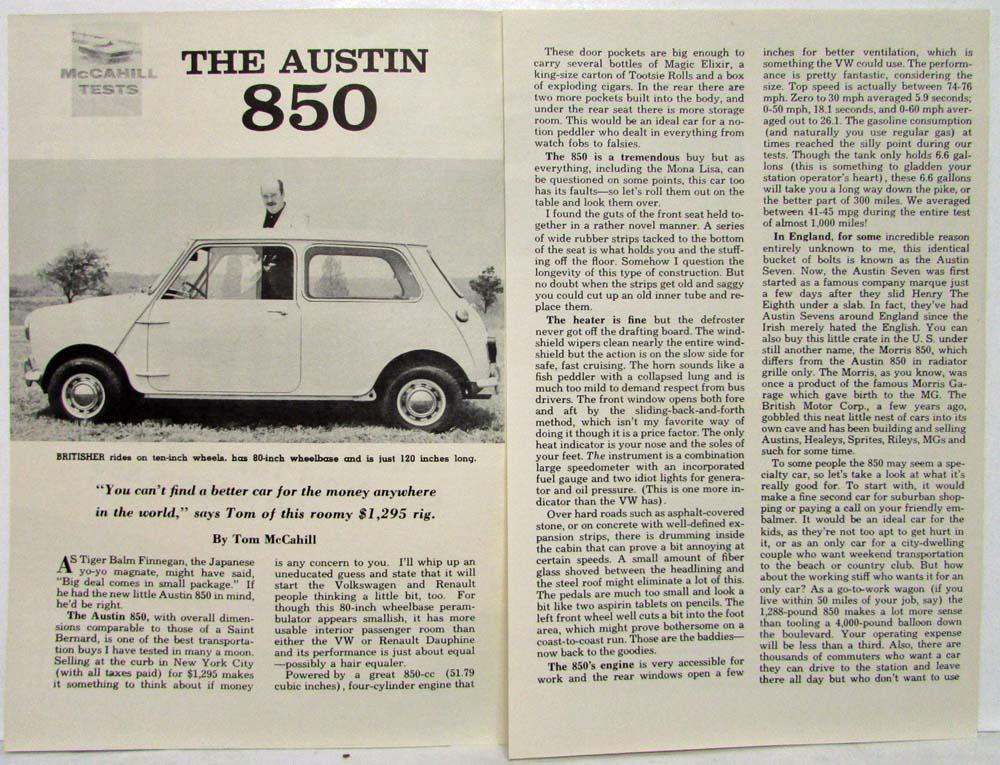 McCAHILL
TESTS
THE AUSTIN
850
BRITISHER rides on ten-inch wheels. has 80-inch wheelbase and is just 120 inches long.
"You can't find a better car for the money anywhere
in the world," says Tom of this roomy $1,295 rig.
By Tom McCahill
AS Tiger Balm Finnegan, the Japanese
yo-yo magnate, might have said,
"Big deal comes in small package." If
he had the new little Austin 850 in mind,
he'd be right.
The Austin 850, with overall dimen-
sions comparable to those of a Saint
Bernard, is one of the best transporta-
tion buys I have tested in many a moon.
Selling at the curb in New York City
(with all taxes paid) for $1,295 makes
it something to think about if money
is any concern to you. I'll whip up an
uneducated guess and state that it will
start the Volkswagen and Renault
people thinking a little bit, too. For
though this 80-inch wheelbase peram-
bulator appears smallish, it has more
usable interior passenger room than
either the VW or Renault Dauphine
and its performance is just about equal
—possibly a hair equaler.
Powered by a great 850-cc (51.79
cubic inches), four-cylinder engine that
These door pockets are big enough to
carry several bottles of Magic Elixir, a
king-size carton of Tootsie Rolls and a box
of exploding cigars. In the rear there are
two more pockets built into the body, and
under the rear seat there is more storage
room. This would be an ideal car for a no-
tion peddler who dealt in everything from
watch fobs to falsies.
The 850 is a tremendous buy but as
everything, including the Mona Lisa, can
be questioned on some points, this car too
has its faults—so let's roll them out on the
table and look them over.
I found the guts of the front seat held to-
gether in a rather novel manner. A series
of wide rubber strips tacked to the bottom
of the seat is what holds you and the stuff-
ing off the floor. Somehow I question the
longevity of this type of construction. But
no doubt when the strips get old and saggy
you could cut up an old inner tube and re-
place them.
The heater is fine but the defroster
never got off the drafting board. The wind-
shield wipers clean nearly the entire wind-
shield but the action is on the slow side for
safe, fast cruising. The horn sounds like a
fish peddler with a collapsed lung and is
much too mild to demand respect from bus
drivers. The front window opens both fore
and aft by the sliding-back-and-forth
method, which isn't my favorite way of
doing it though it is a price factor. The only
heat indicator is your nose and the soles of
your feet. The instrument is a combination
large speedometer with an incorporated
fuel gauge and two idiot lights for genera-
tor and oil pressure. (This is one more in-
dicator than the VW has).
Over hard roads such as asphalt-covered
stone, or on concrete with well-defined ex-
pansion strips, there is drumming inside
the cabin that can prove a bit annoying at
certain speeds. A small amount of fiber
glass shoved between the headlining and
the steel roof might eliminate a lot of this.
The pedals are much too small and look a
bit like two aspirin tablets on pencils. The
left front wheel well cuts a bit into the foot
area, which might prove bothersome on a
coast-to-coast run. Those are the baddies—
now back to the goodies.
The 850's engine is very accessible for
work and the rear windows open a few
inches for better ventilation, which is
something the VW could use. The perform-
ance is pretty fantastic, considering the
size. Top speed is actually between 74-76
mph. Zero to 30 mph averaged 5.9 seconds;
0-50 mph, 18.1 seconds, and 0-60 mph aver-
aged out to 26.1. The gasoline consumption
(and naturally you use regular gas) at
times reached the silly point during our
tests. Though the tank only holds 6.6 gal-
lons (this is something to gladden your
station operator's heart), these 6.6 gallons
will take you a long way down the pike, or
the better part of 300 miles. We averaged
between 41-45 mpg during the entire test
of almost 1,000 miles!
In England, for some incredible reason
entirely unknown to me, this identical
bucket of bolts is known as the Austin
Seven. Now, the Austin Seven was first
started as a famous company marque just
a few days after they slid Henry The
Eighth under a slab. In fact, they've had
Austin Sevens around England since the
Irish merely hated the English. You can
also buy this little crate in the U. S. under
still another name, the Morris 850, which
differs from the Austin 850 in radiator
grille only. The Morris, as you know, was
once a product of the famous Morris Ga-
rage which gave birth to the MG. The
British Motor Corp., a few years ago,
gobbled this neat little nest of cars into its
own cave and has been building and selling
Austins, Healeys, Sprites, Rileys, MGs and
such for some time.
To some people the 850 may seem a spe-
cialty car, so let's take a look at what it's
really good for. To start with, it would
make a fine second car for suburban shop-
ping or paying a call on your friendly em-
balmer. It would be an ideal car for the
kids, as they're not too apt to get hurt in
it, or as an only car for a city-dwelling
couple who want weekend transportation
to the beach or country club. But how
about the working stiff who wants it for an
only car? As a go-to-work wagon (if you
live within 50 miles of your job, say) the
1,288-pound 850 makes a lot more sense
than tooling a 4,000-pound balloon down
the boulevard. Your operating expense
will be less than a third. Also, there are
thousands of commuters who want a car
they can drive to the station and leave
there all day but who don't want to use